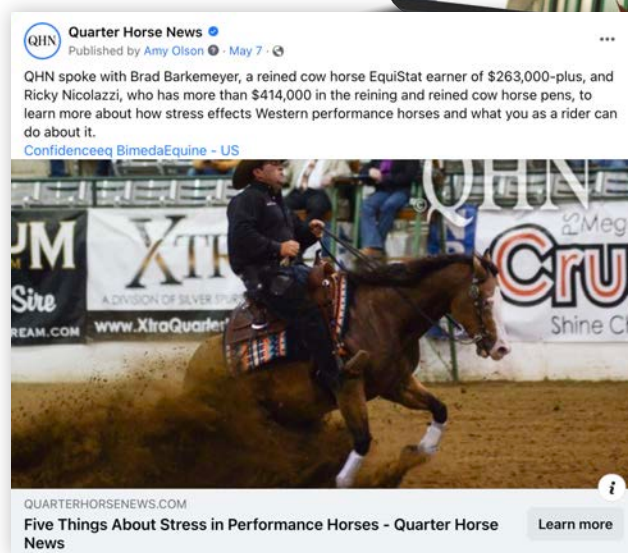 QHN
Quarter Horse News
Published by Amy Olson · May 7 ·
QHN spoke with Brad Barkemeyer, a reined cow horse EquiStat earner of $263,000-plus, and
Ricky Nicolazzi, who has more than $414,000 in the reining and reined cow horse pens, to
learn more about how stress effects Western performance horses and what you as a rider can
do about it.
Confidenceeq BimedaEquine - US
© QHN
UM
Sire
REAM.COM
XTR
A DIVISION OF SILVER SPUR
www.XtraQuarter
Meg
Cru
Shine C
QUARTERHORSENEWS.COM
Five Things About Stress in Performance Horses - Quarter Horse
News
Learn more